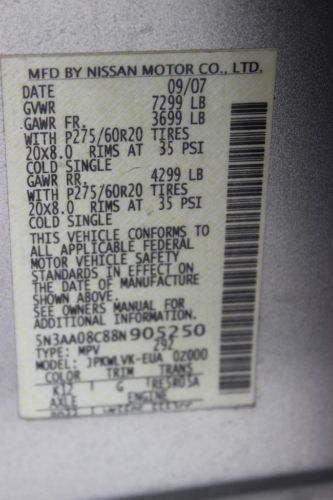 MFD BY NISSAN MOTOR CO., LTD.
DATE 09/07
GVWR 7299 LB
GAWR FR. 3699 LB
WITH P275/60R20 TIRES
20X8.0 RIMS AT 35 PSI
COLD SINGLE
GAWR RR. 4299 LB
WITH P275/60R20 TIRES
20X8.0 RIMS AT 35 PSI
COLD SINGLE
THIS VEHICLE CONFORMS TO
ALL APPLICABLE FEDERAL
MOTOR VEHICLE SAFETY
STANDARDS IN EFFECT ON
THE DATE OF MANUFACTURE
SHOWN ABOVE.
SEE OWNERS MANUAL FOR
ADDITIONAL INFORMATION
5N3AA08C88N905250
TYPE: MPV 292
MODEL: JPKWLVK-EUA 02000
COLOR TRIM TRANS
K12 G RE5R05A
AXLE ENGINE